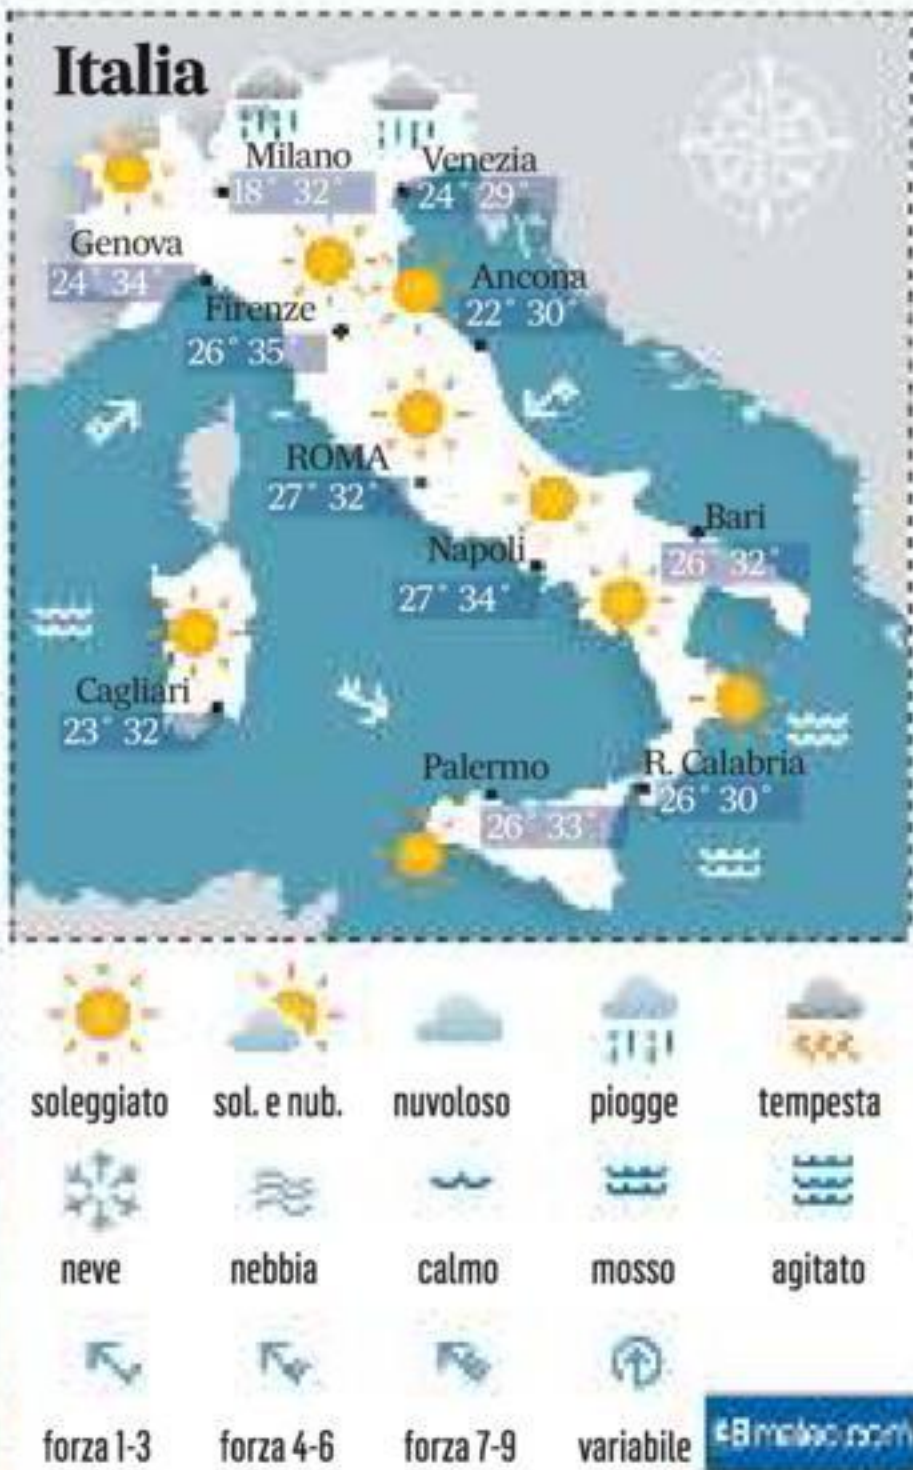 Italia
Milano
18° 32°
Venezia
24° 29°
Genova
24° 34°
Ancona
22° 30°
Firenze
26° 35°
ROMA
27° 32°
Bari
26° 32°
Napoli
27° 34°
Cagliari
23° 32°
Palermo
26° 33°
R. Calabria
26° 30°
soleggiato sol. e nub. nuvoloso piogge tempesta
neve nebbia calmo mosso agitato
forza 1-3 forza 4-6 forza 7-9 variabile